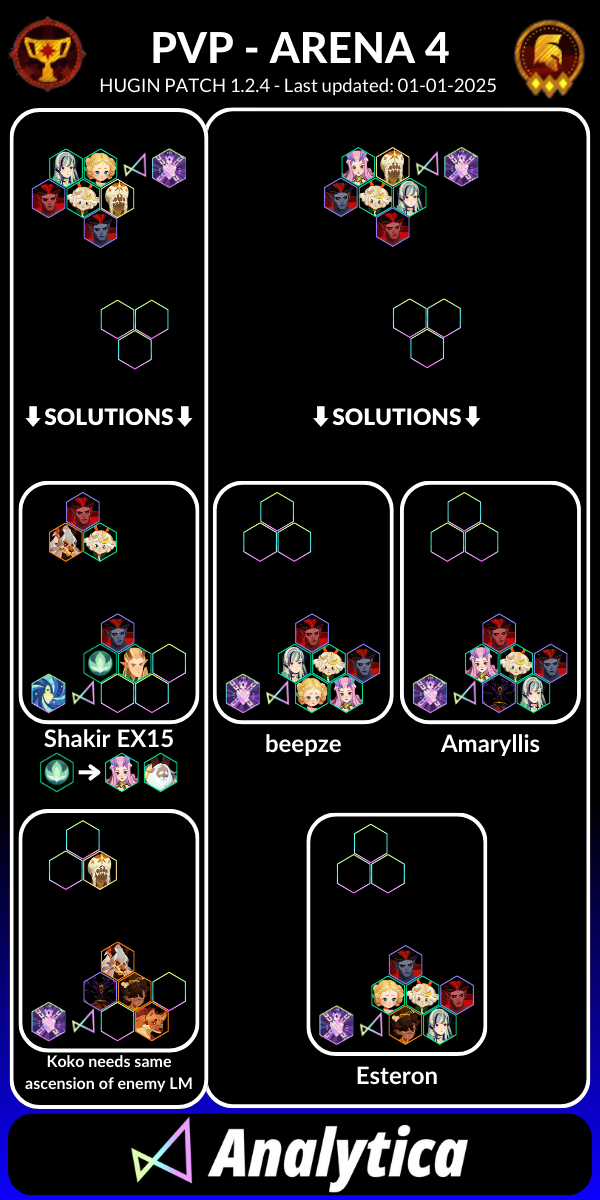 PVP - ARENA 4
HUGIN PATCH 1.2.4 - Last updated: 01-01-2025
SOLUTIONS
SOLUTIONS
Shakir EX15
beepze
Amaryllis
Koko needs same
ascension of enemy LM
Esteron
Analytica